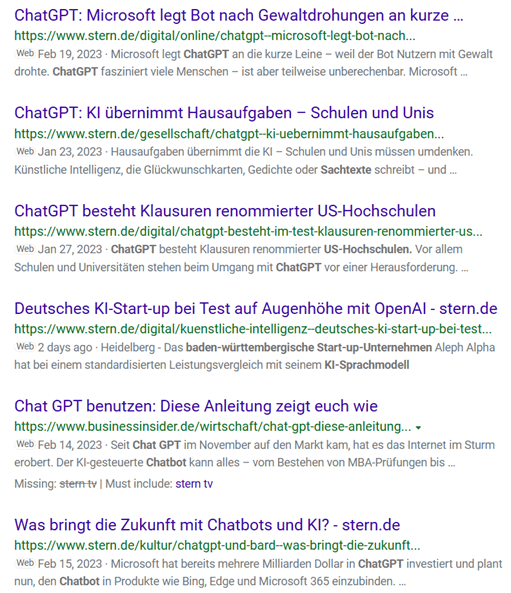 ChatGPT: Microsoft legt Bot nach Gewaltdrohungen an kurze ...
https://www.stern.de/digital/online/chatgpt--microsoft-legt-bot-nach...
Web Feb 19, 2023 · Microsoft legt ChatGPT an die kurze Leine – weil der Bot Nutzern mit Gewalt
drohte. ChatGPT fasziniert viele Menschen – ist aber teilweise unberechenbar. Microsoft ...
ChatGPT: KI übernimmt Hausaufgaben – Schulen und Unis
https://www.stern.de/gesellschaft/chatgpt--ki-uebernimmt-hausaufgaben...
Web Jan 23, 2023 · Hausaufgaben übernimmt die KI – Schulen und Unis müssen umdenken.
Künstliche Intelligenz, die Glückwunschkarten, Gedichte oder Sachtexte schreibt – und ...
ChatGPT besteht Klausuren renommierter US-Hochschulen
https://www.stern.de/digital/chatgpt-besteht-im-test-klausuren-renommierter-us...
Web Jan 27, 2023 · ChatGPT besteht Klausuren renommierter US-Hochschulen. Vor allem
Schulen und Universitäten stehen beim Umgang mit ChatGPT vor einer Herausforderung. ...
Deutsches KI-Start-up bei Test auf Augenhöhe mit OpenAI - stern.de
https://www.stern.de/digital/kuenstliche-intelligenz--deutsches-ki-start-up-bei-test...
Web 2 days ago · Heidelberg - Das baden-württembergische Start-up-Unternehmen Aleph Alpha
hat bei einem standardisierten Leistungsvergleich mit seinem KI-Sprachmodell
Chat GPT benutzen: Diese Anleitung zeigt euch wie
https://www.businessinsider.de/wirtschaft/chat-gpt-diese-anleitung...
Web Feb 14, 2023 · Seit Chat GPT im November auf den Markt kam, hat es das Internet im Sturm
erobert. Der KI-gesteuerte Chatbot kann alles – vom Bestehen von MBA-Prüfungen bis ...
Missing: stern tv | Must include: stern tv
Was bringt die Zukunft mit Chatbots und KI? - stern.de
https://www.stern.de/kultur/chatgpt-und-bard--was-bringt-die-zukunft...
Web Feb 15, 2023 · Microsoft hat bereits mehrere Milliarden Dollar in ChatGPT investiert und plant
nun, den Chatbot in Produkte wie Bing, Edge und Microsoft 365 einzubinden. ...